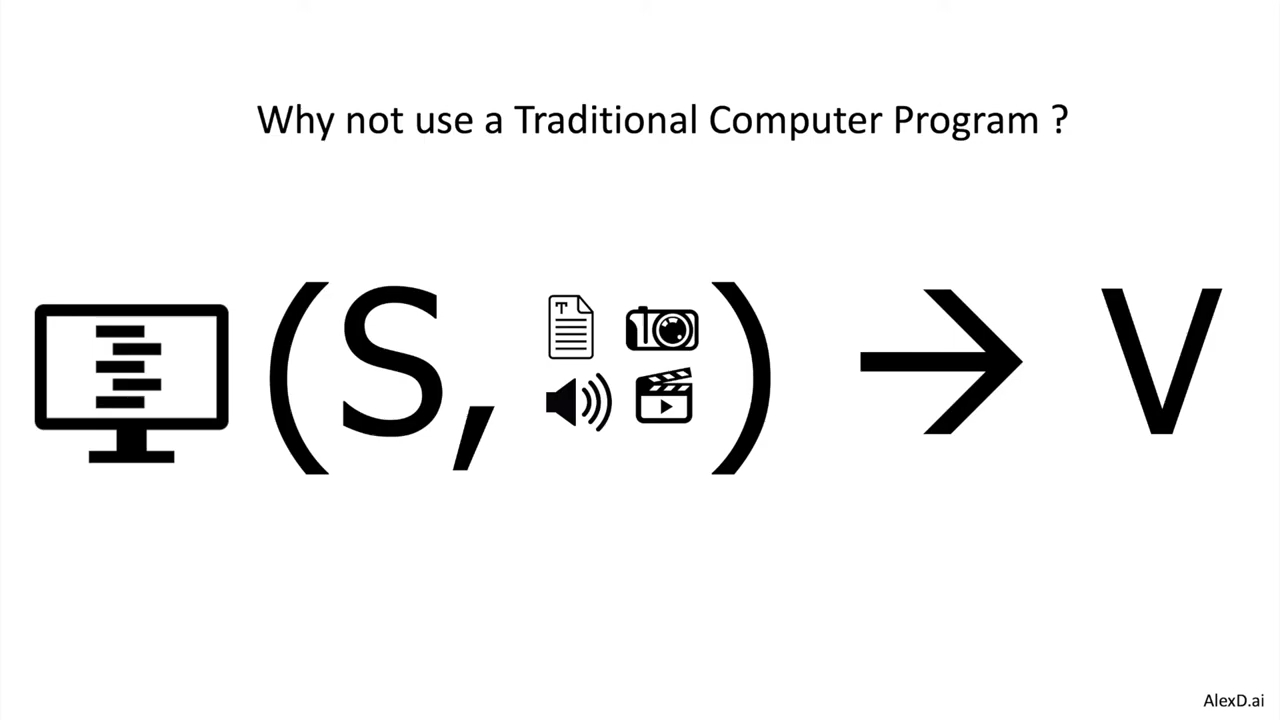 Why not use a Traditional Computer Program ?
(S, T ) → V
AlexD.ai